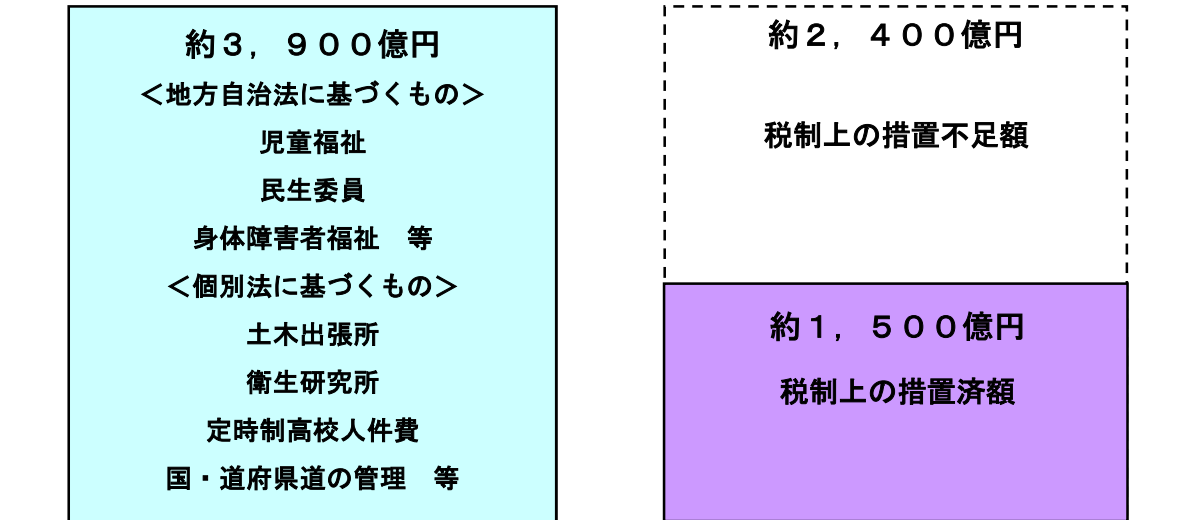 約３，９００億円
＜地方自治法に基づくもの＞
児童福祉
民生委員
身体障害者福祉　等
＜個別法に基づくもの＞
土木出張所
衛生研究所
定時制高校人件費
国・道府県道の管理　等
約２，４００億円
税制上の措置不足額
約１，５００億円
税制上の措置済額